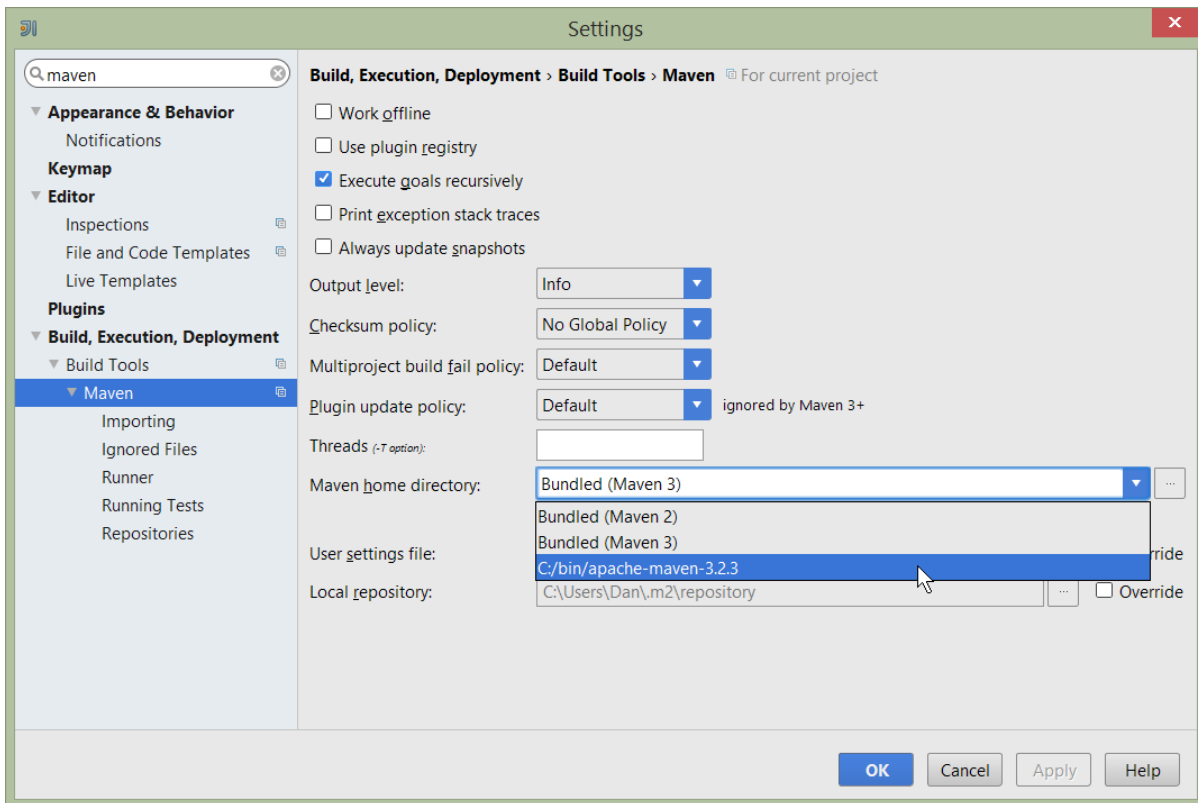 Settings
maven
Appearance & Behavior
Notifications
Keymap
Editor
Inspections
File and Code Templates
Live Templates
Plugins
Build, Execution, Deployment
Build Tools
Maven
Importing
Ignored Files
Runner
Running Tests
Repositories
Build, Execution, Deployment › Build Tools › Maven For current project
Work offline
Use plugin registry
Execute goals recursively
Print exception stack traces
Always update snapshots
Output level: Info
Checksum policy: No Global Policy
Multiproject build fail policy: Default
Plugin update policy: Default ignored by Maven 3+
Threads (-T option):
Maven home directory: Bundled (Maven 3) ...
Bundled (Maven 2)
Bundled (Maven 3)
C:/bin/apache-maven-3.2.3
User settings file: rride
Local repository: C:\Users\Dan\.m2\repository ... Override
OK Cancel Apply Help